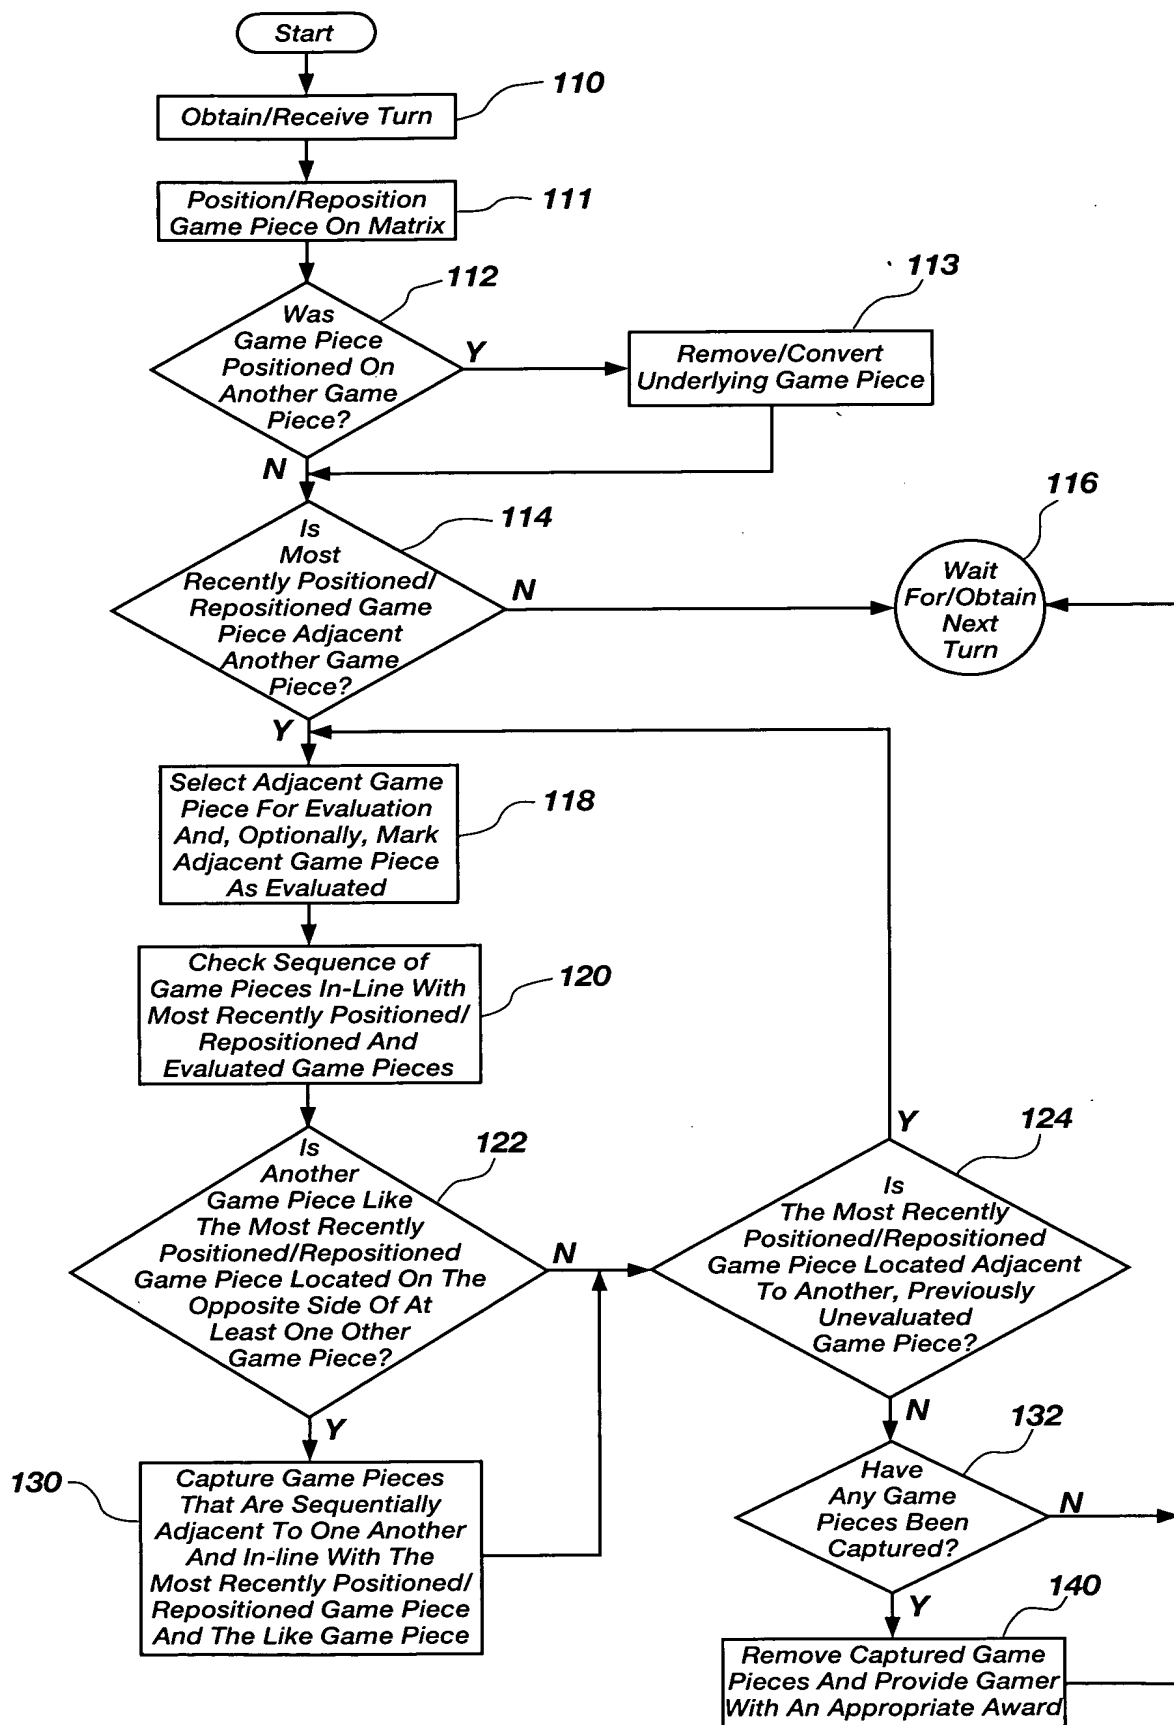 Start
110
Obtain/Receive Turn
Position/Reposition
Game Piece On Matrix
111
112
Was
Game Piece
Positioned On
Another Game
Piece?
Y
N
113
Remove/Convert
Underlying Game Piece
114
Is
Most
Recently Positioned/
Repositioned Game
Piece Adjacent
Another Game
Piece?
N
Y
116
Wait
For/Obtain
Next
Turn
Select Adjacent Game
Piece For Evaluation
And, Optionally, Mark
Adjacent Game Piece
As Evaluated
118
Check Sequence of
Game Pieces In-Line With
Most Recently Positioned/
Repositioned And
Evaluated Game Pieces
120
122
Is
Another
Game Piece Like
The Most Recently
Positioned/Repositioned
Game Piece Located On The
Opposite Side Of At
Least One Other
Game Piece?
N
Y
124
Y
Is
The Most Recently
Positioned/Repositioned
Game Piece Located Adjacent
To Another, Previously
Unevaluated
Game Piece?
N
130
Capture Game Pieces
That Are Sequentially
Adjacent To One Another
And In-line With The
Most Recently Positioned/
Repositioned Game Piece
And The Like Game Piece
132
Have
Any Game
Pieces Been
Captured?
N
Y
140
Remove Captured Game
Pieces And Provide Gamer
With An Appropriate Award